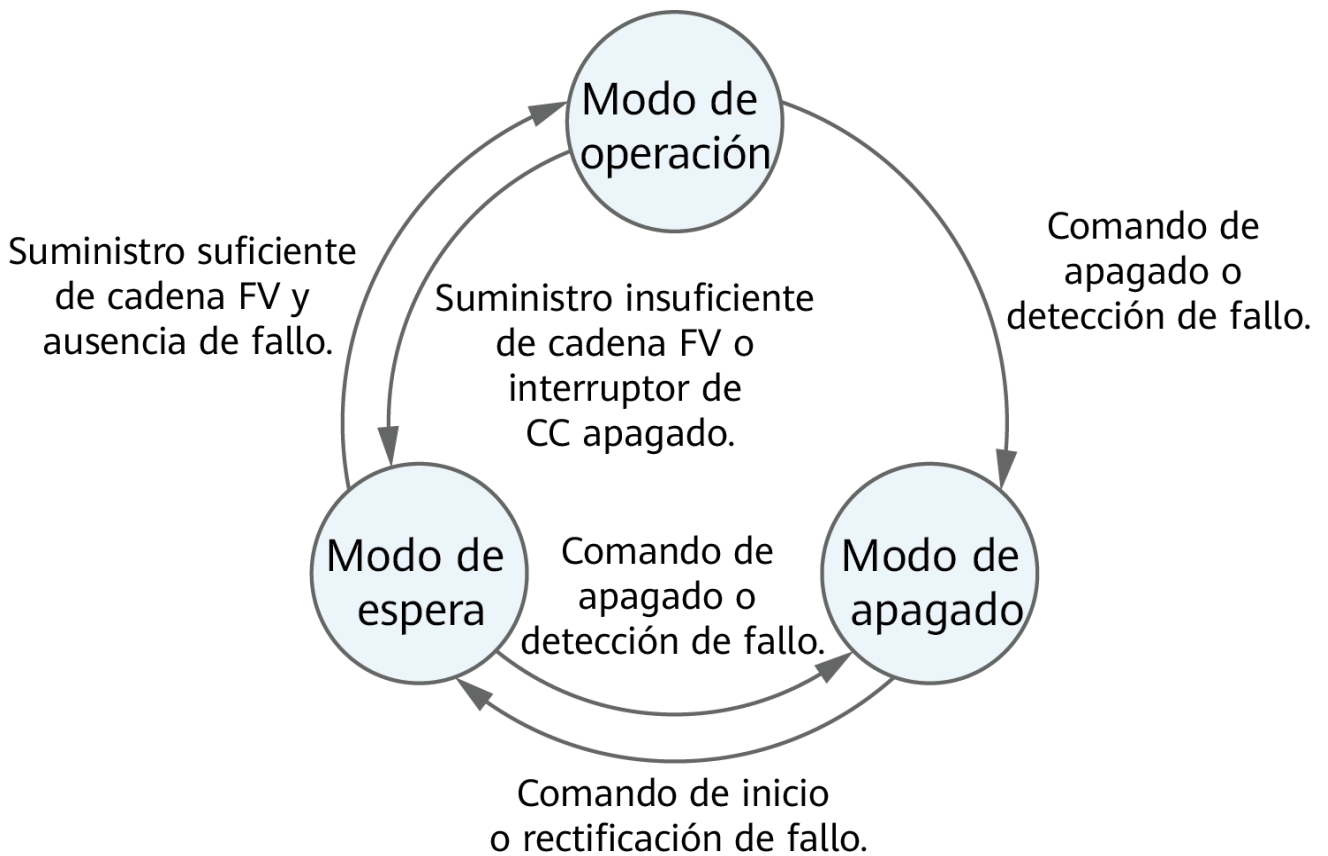 Modo de
operación
Suministro suficiente
de cadena FV y
ausencia de fallo.
Suministro insuficiente
de cadena FV o
interruptor de
CC apagado.
Comando de
apagado o
detección de fallo.
Modo de
espera
Comando de
apagado o
detección de fallo.
Modo de
apagado
Comando de inicio
o rectificación de fallo.